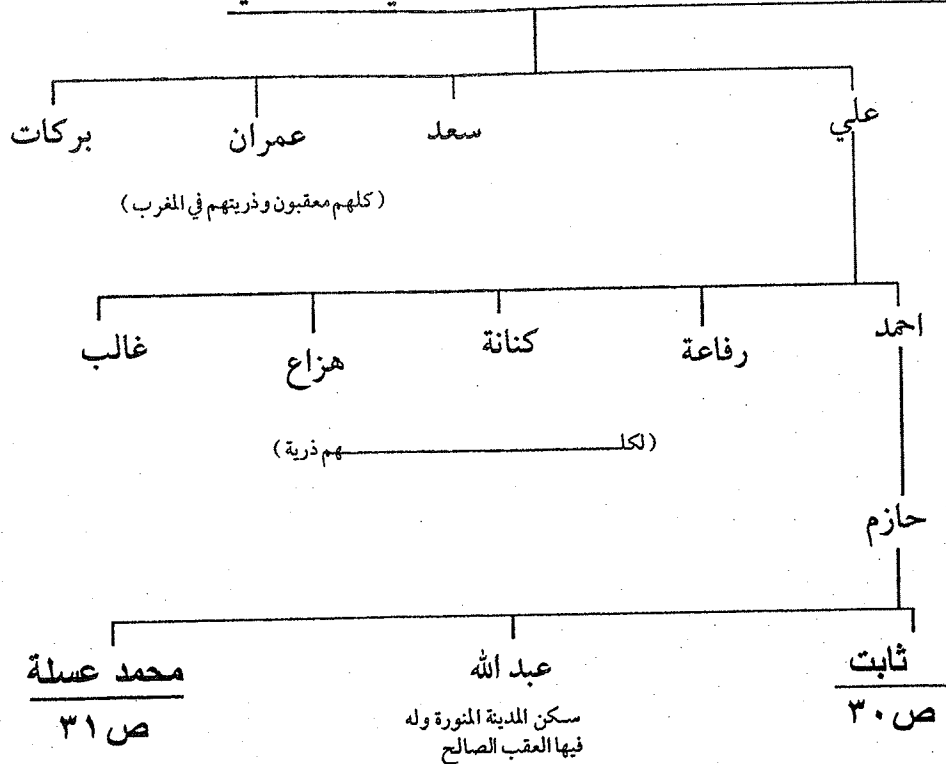 علي سعد عمران بركات
(كلهم معقبون وذريتهم في المغرب)
احمد رفاعة كنانة هزاع غالب
(لكلــــــــــهم ذرية)
حازم
ثابت عبد الله محمد عسلة
ص ٣٠ سكن المدينة المنورة وله ص ٣١
فيها العقب الصالح